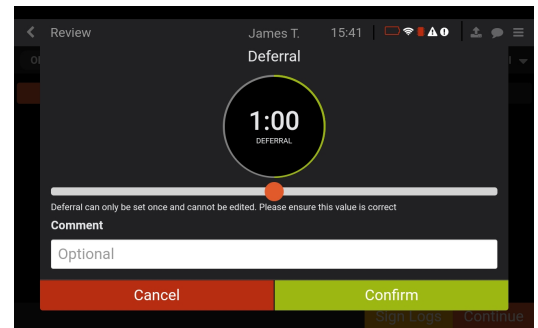 Review
James T.
15:41
Deferral
1:00
DEFERRAL
Deferral can only be set once and cannot be edited. Please ensure this value is correct
Comment
Optional
Cancel
Confirm
Sign Logs
Continue